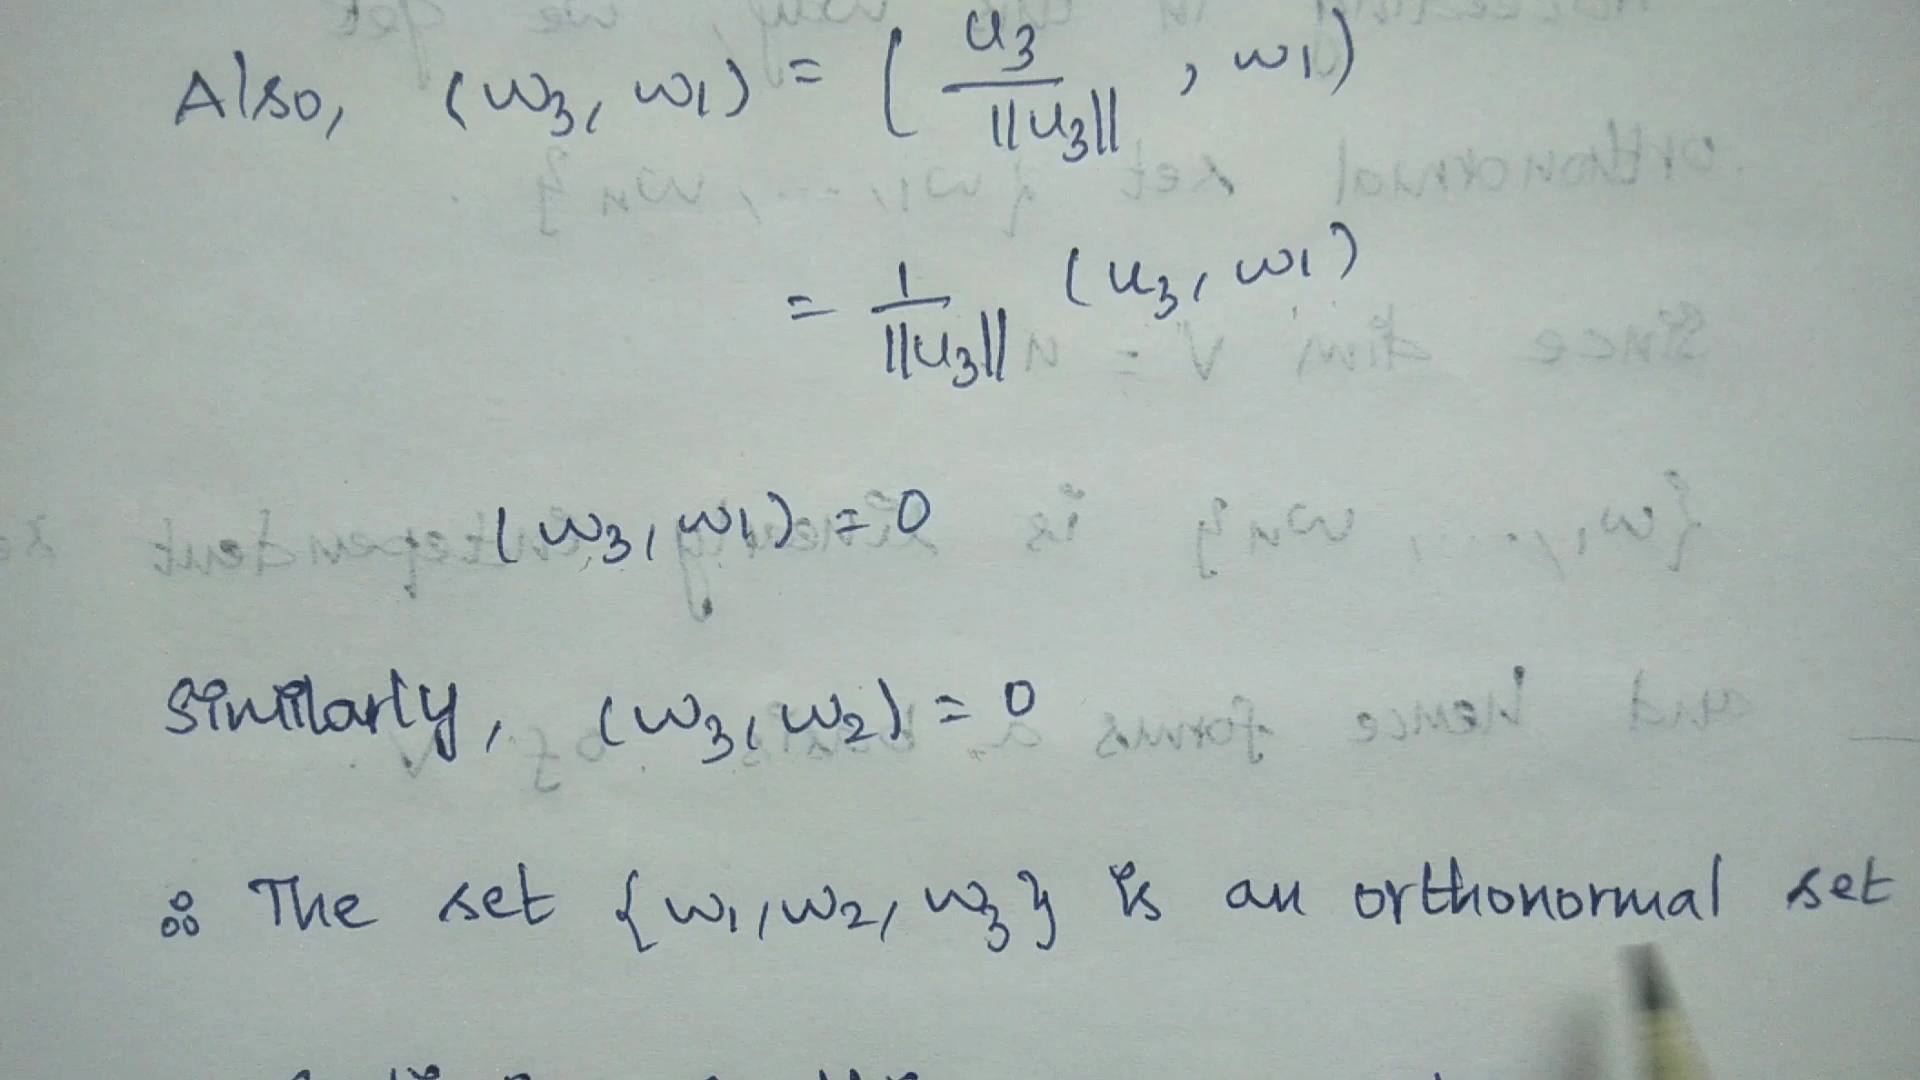 Also, (w₃, w₁) = ( u₃ / ||u₃|| , w₁)
= 1 / ||u₃|| (u₃, w₁)
(w₃, w₁) = 0
Similarly, (w₃, w₂) = 0
∴ The set {w₁, w₂, w₃} is an orthonormal set